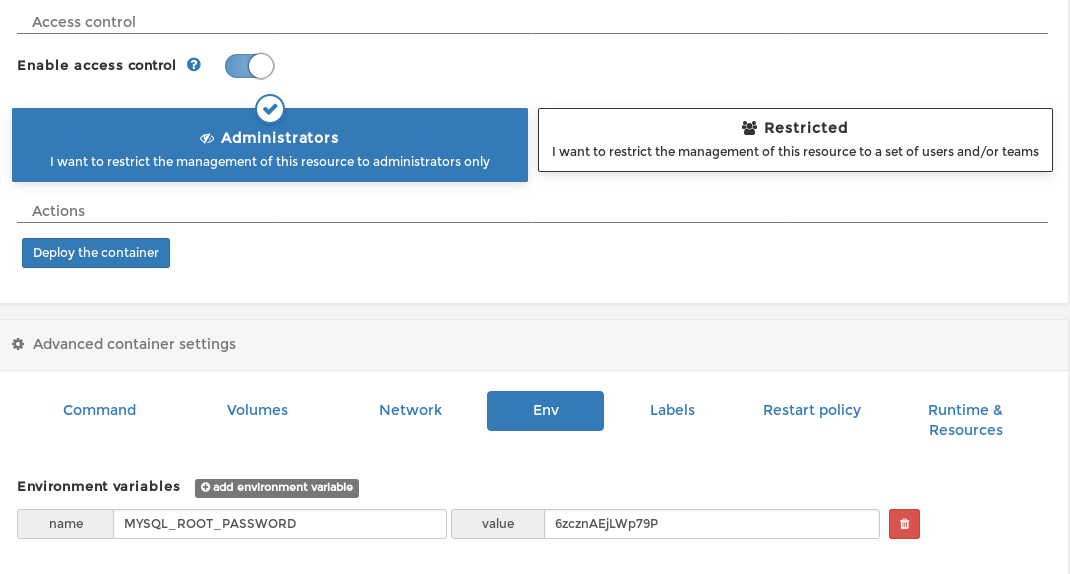 Access control
Enable access control
Administrators
I want to restrict the management of this resource to administrators only
Restricted
I want to restrict the management of this resource to a set of users and/or teams
Actions
Deploy the container
Advanced container settings
Command Volumes Network Env Labels Restart policy Runtime &
Resources
Environment variables add environment variable
name MYSQL_ROOT_PASSWORD value 6zcznAEjLWp79P